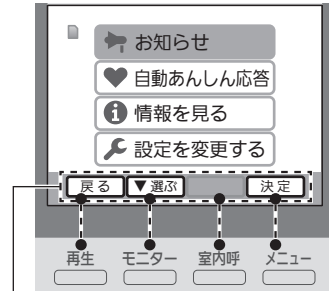 お知らせ
自動あんしん応答
情報を見る
設定を変更する
戻る ▼選ぶ 決定
再生 モニター 室内呼 メニュー